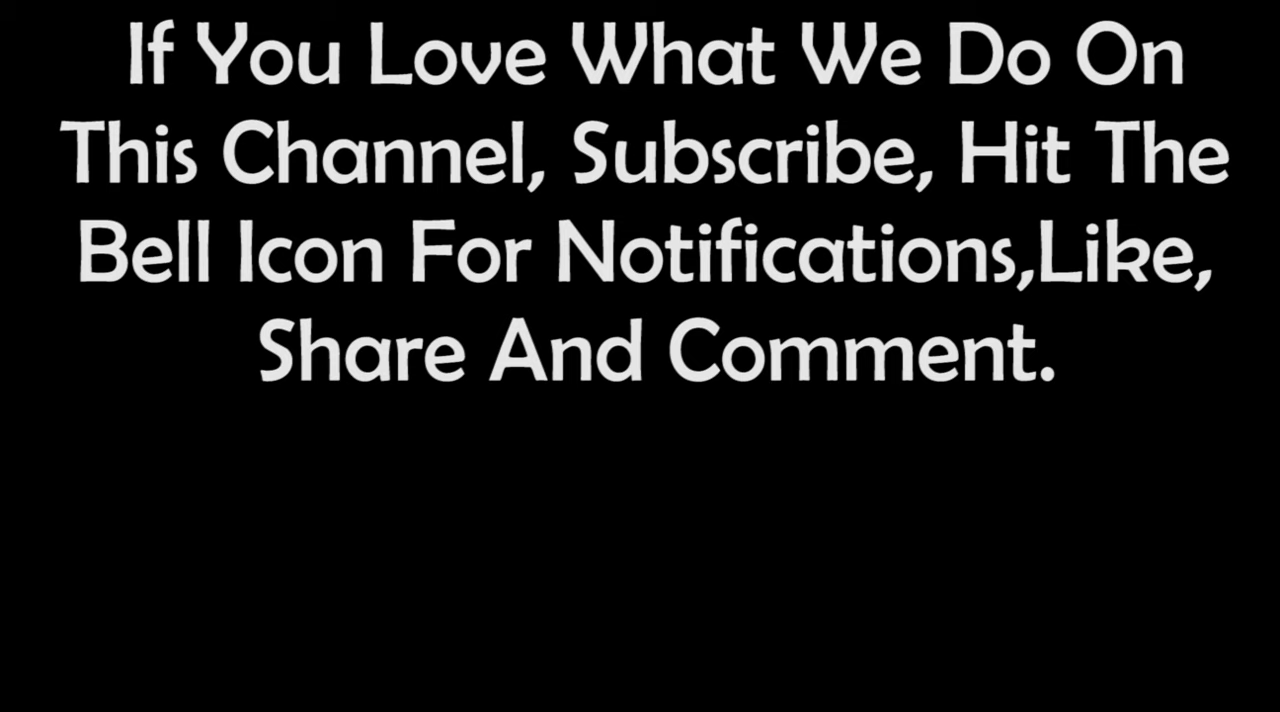 If You Love What We Do On
This Channel, Subscribe, Hit The
Bell Icon For Notifications,Like,
Share And Comment.